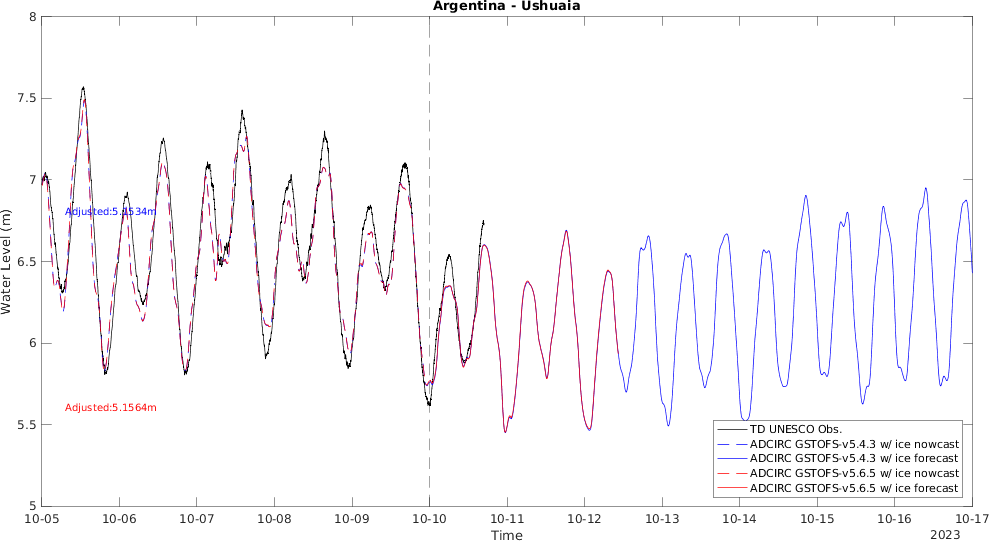 Argentina - Ushuaia
8
7.5
7
6.5
6
5.5
5
Water Level (m)
Adjusted:5.1534m
Adjusted:5.1564m
TD UNESCO Obs.
ADCIRC GSTOFS-v5.4.3 w/ ice nowcast
ADCIRC GSTOFS-v5.4.3 w/ ice forecast
ADCIRC GSTOFS-v5.6.5 w/ ice nowcast
ADCIRC GSTOFS-v5.6.5 w/ ice forecast
10-05 10-06 10-07 10-08 10-09 10-10 10-11 10-12 10-13 10-14 10-15 10-16 10-17
Time
2023